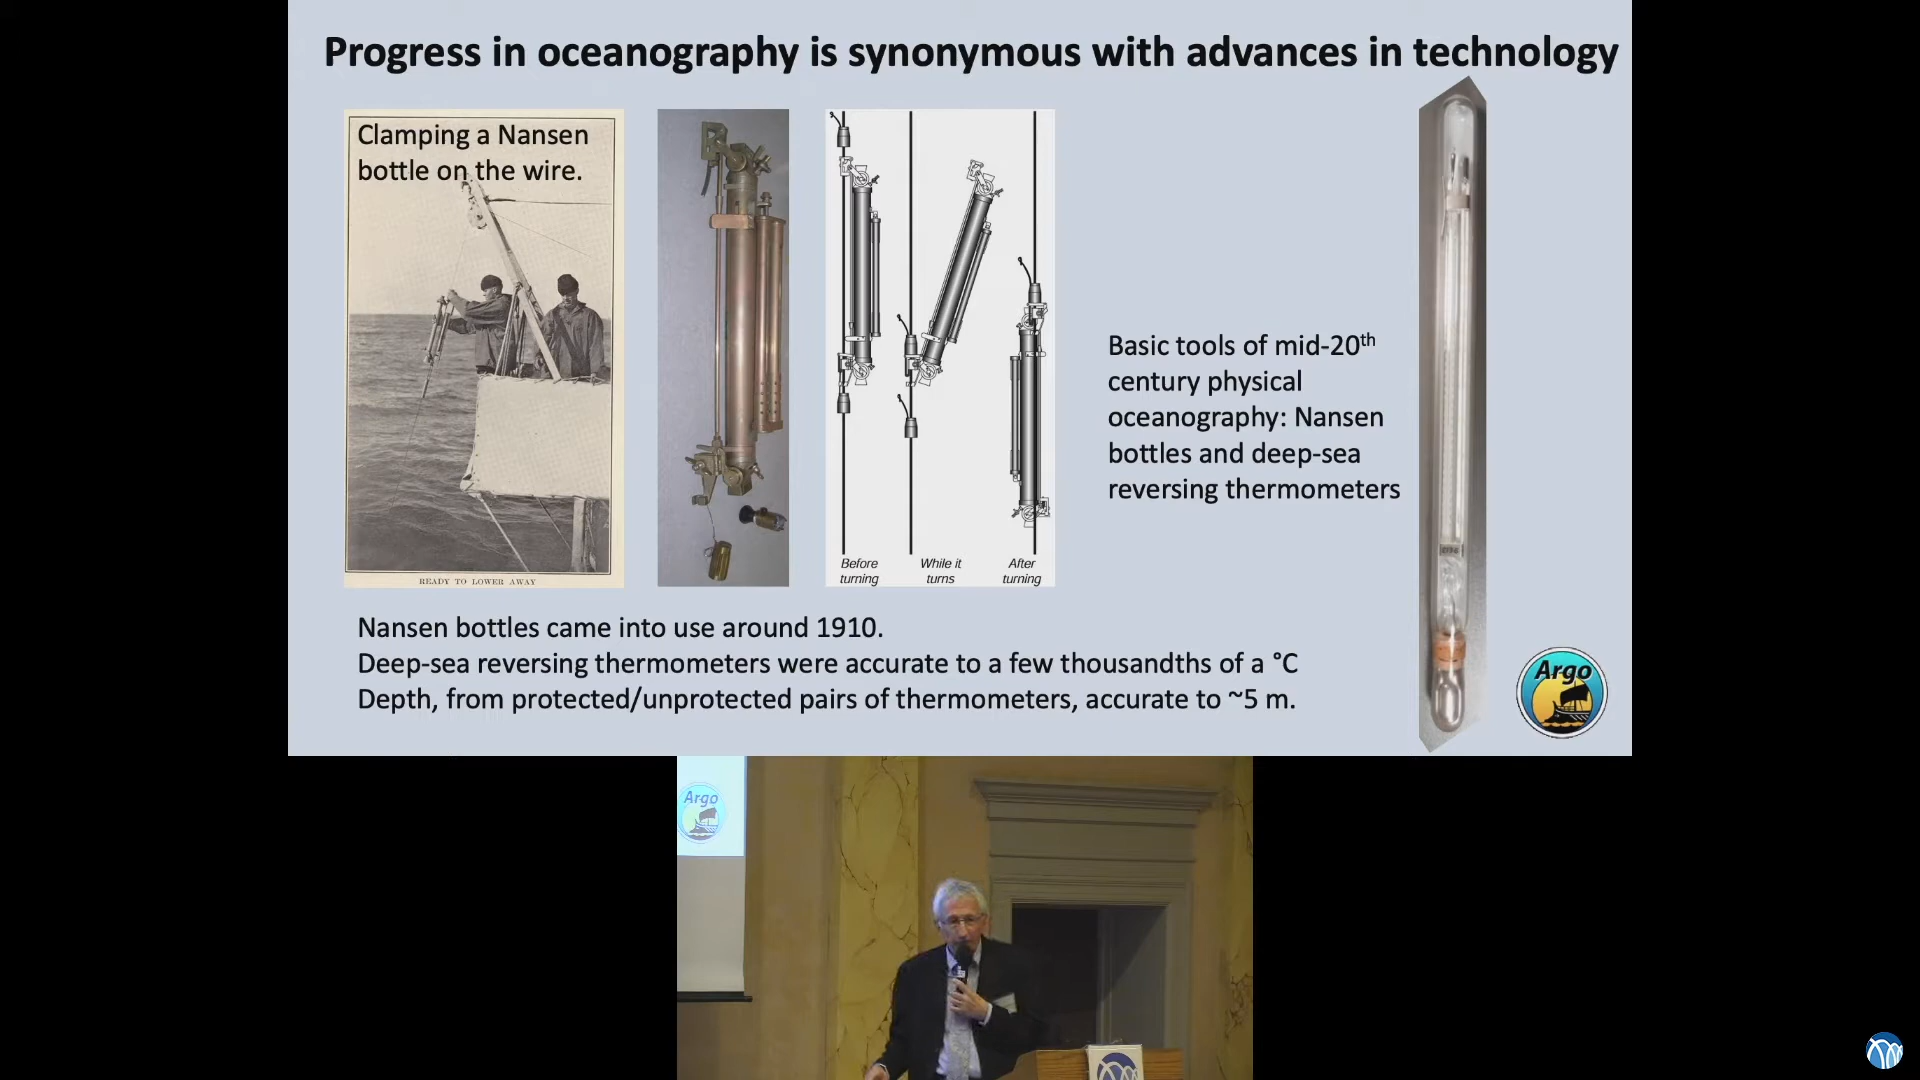 Progress in oceanography is synonymous with advances in technology
Clamping a Nansen
bottle on the wire.
READY TO LOWER AWAY
Before
turning
While it
turns
After
turning
Basic tools of mid-20th
century physical
oceanography: Nansen
bottles and deep-sea
reversing thermometers
Nansen bottles came into use around 1910.
Deep-sea reversing thermometers were accurate to a few thousandths of a °C
Depth, from protected/unprotected pairs of thermometers, accurate to ~5 m.
Argo
Argo